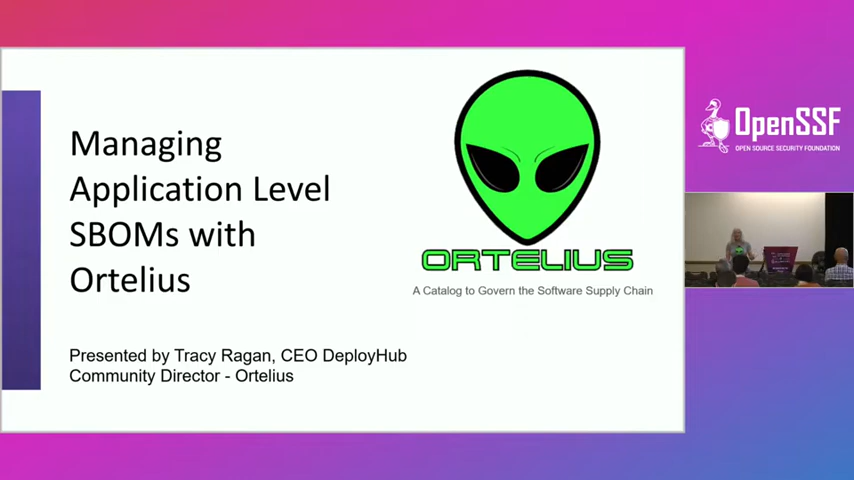 Managing
Application Level
SBOMs with
Ortelius
ORTELIUS
A Catalog to Govern the Software Supply Chain
Presented by Tracy Ragan, CEO DeployHub
Community Director - Ortelius
OpenSSF
OPEN SOURCE SECURITY FOUNDATION